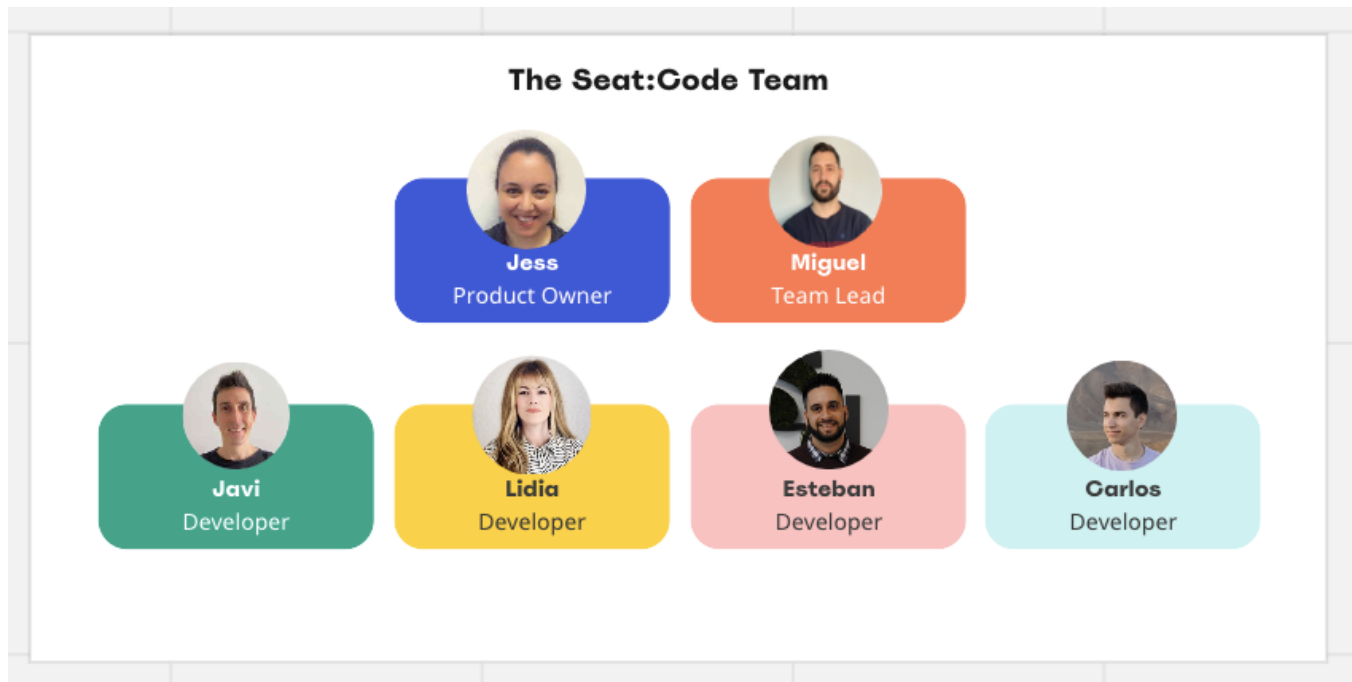 The Seat:Code Team
Jess
Product Owner
Miguel
Team Lead
Javi
Developer
Lidia
Developer
Esteban
Developer
Carlos
Developer